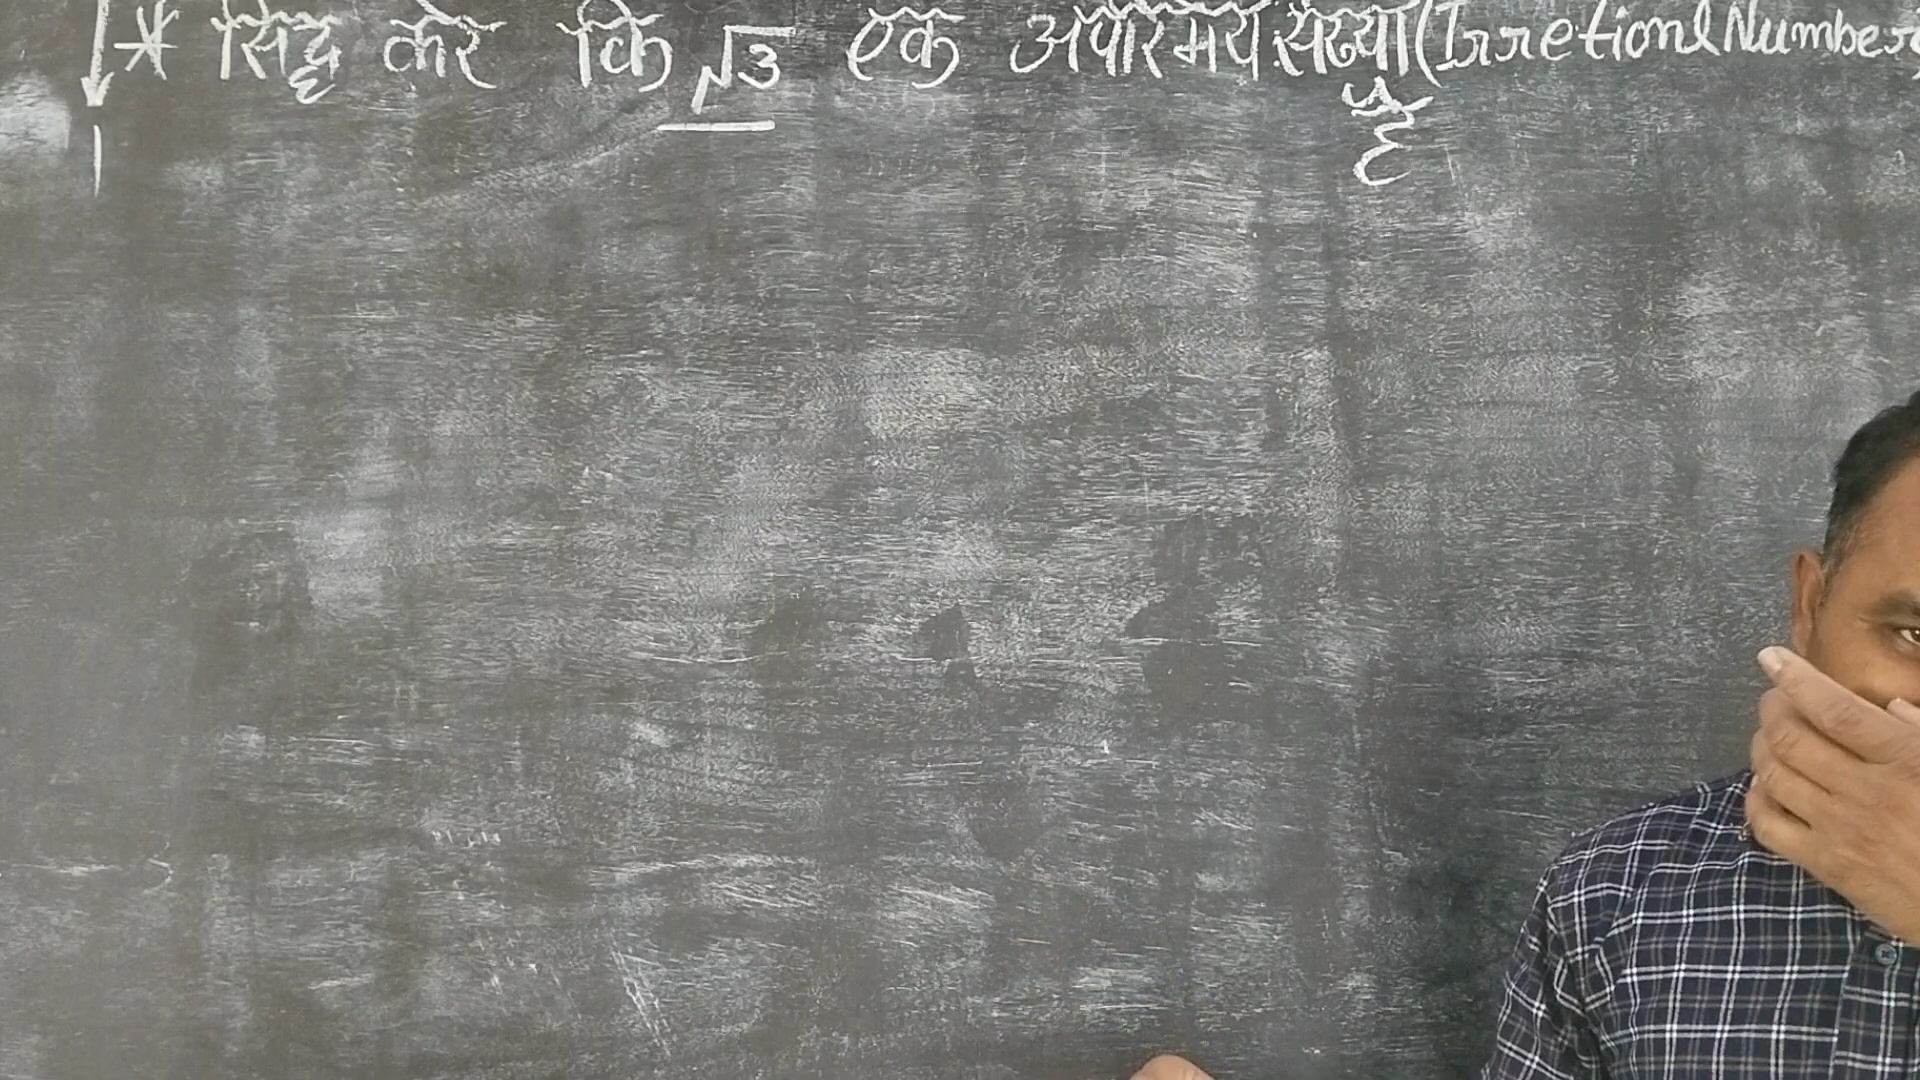 * सिद्ध करे कि √3 एक अपरिमेय संख्या (Irretionl Number)
है